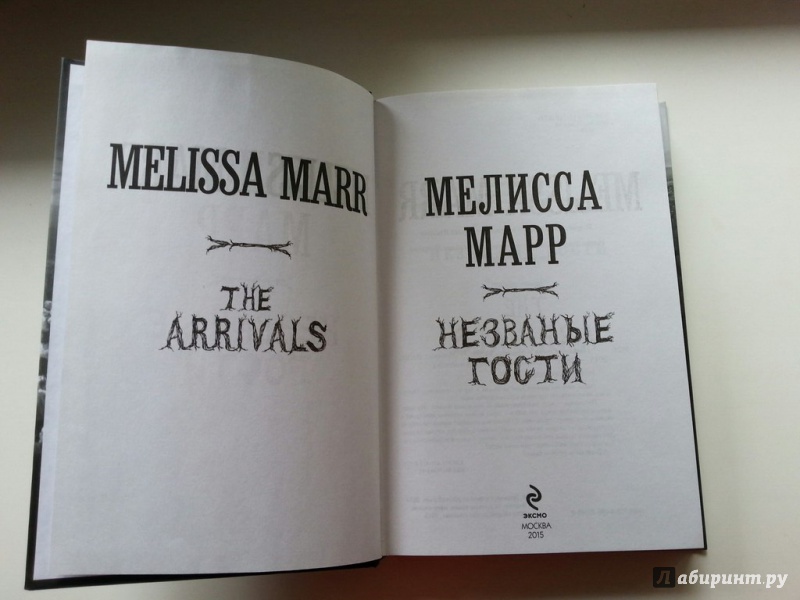 MELISSA MARR
THE
ARRIVALS
МЕЛИССА
МАРР
НЕЗВАНЫЕ
ГОСТИ
ЭКСМО
МОСКВА
2015
Лабиринт.ру